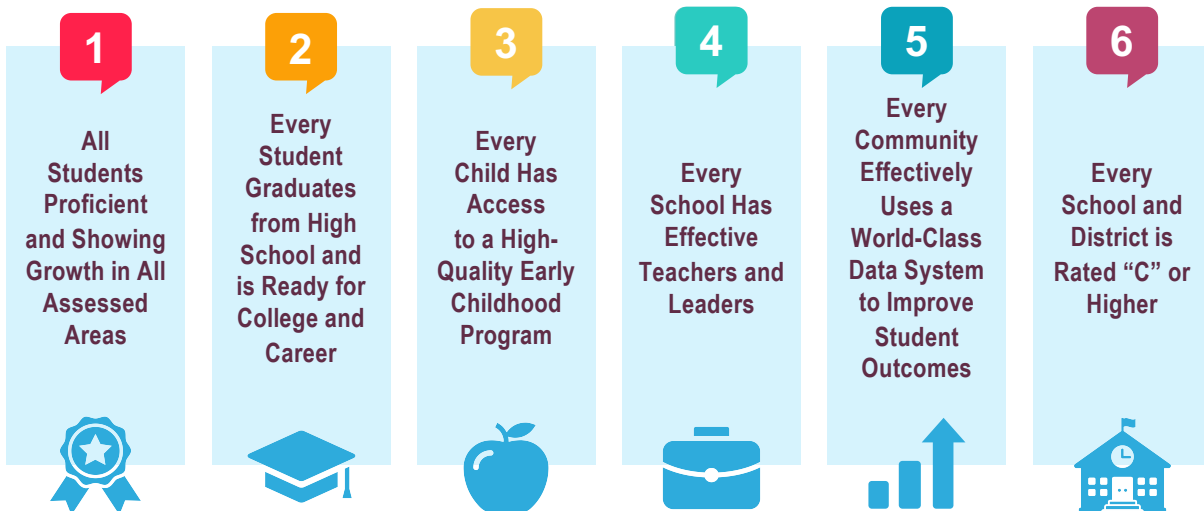 1
All
Students
Proficient
and Showing
Growth in All
Assessed
Areas
2
Every
Student
Graduates
from High
School and
is Ready for
College and
Career
3
Every
Child Has
Access
to a High-
Quality Early
Childhood
Program
4
Every
School Has
Effective
Teachers and
Leaders
5
Every
Community
Effectively
Uses a
World-Class
Data System
to Improve
Student
Outcomes
6
Every
School and
District is
Rated “C” or
Higher